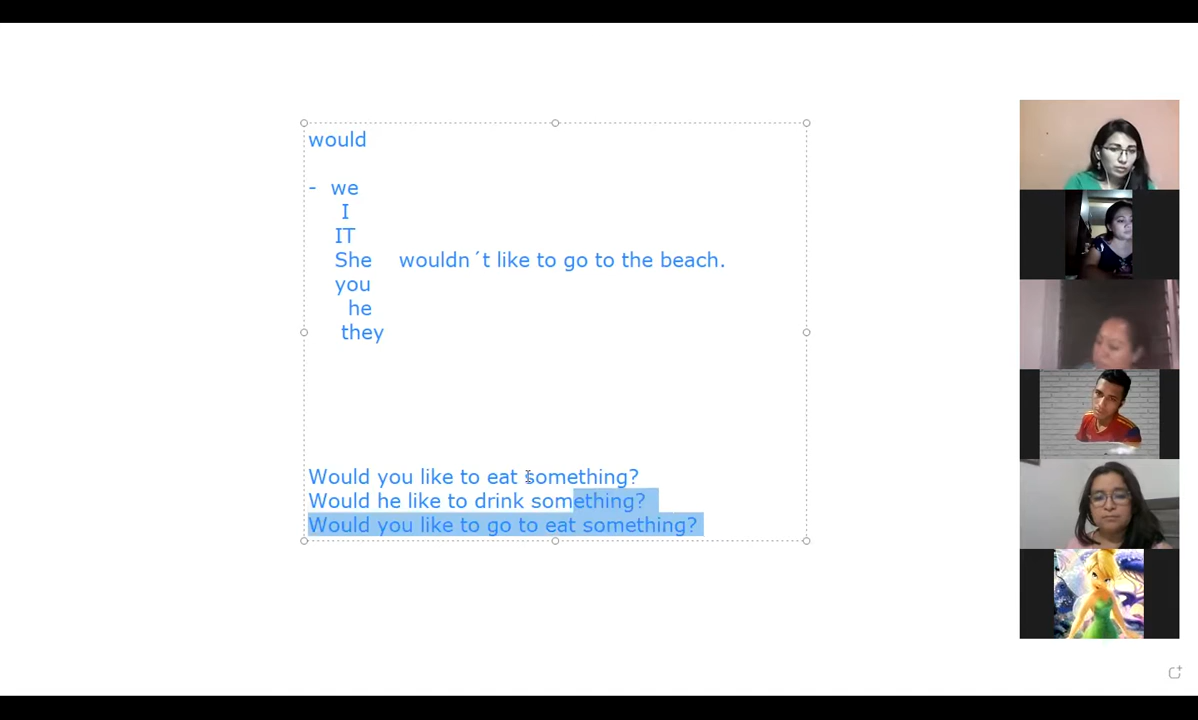 would
- we
I
IT
She wouldn´t like to go to the beach.
you
he
they
Would you like to eat something?
Would he like to drink something?
Would you like to go to eat something?